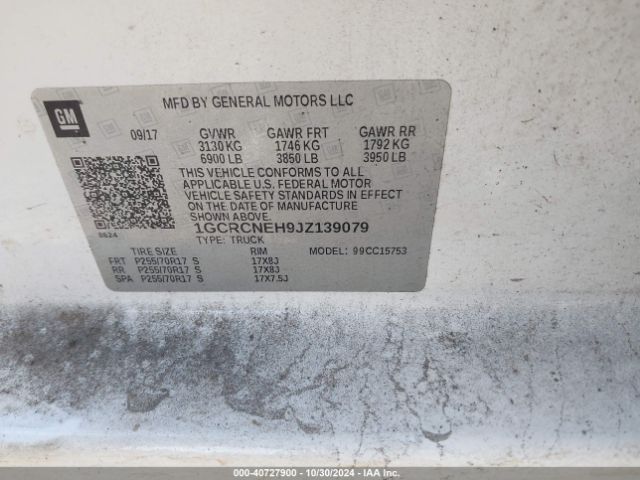 GM
MFD BY GENERAL MOTORS LLC
09/17 GVWR GAWR FRT GAWR RR
3130 KG 1746 KG 1792 KG
6900 LB 3850 LB 3950 LB
THIS VEHICLE CONFORMS TO ALL
APPLICABLE U.S. FEDERAL MOTOR
VEHICLE SAFETY STANDARDS IN EFFECT
ON THE DATE OF MANUFACTURE
SHOWN ABOVE.
1GCRCNEH9JZ139079
TYPE: TRUCK
TIRE SIZE RIM MODEL: 99CC15753
FRT P255/70R17 S 17X8J
RR P255/70R17 S 17X8J
SPA P255/70R17 S 17X7.5J
000-40727900 - 10/30/2024 - IAA Inc.